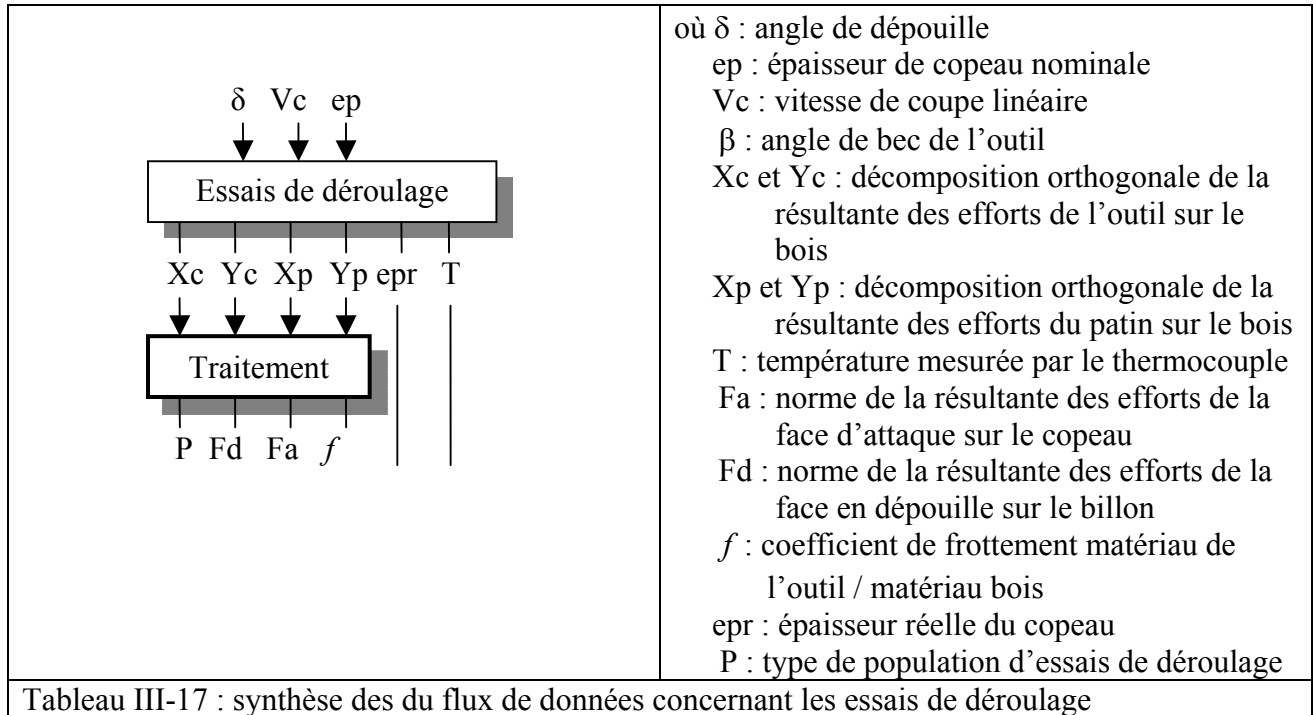 δ Vc ep
Essais de déroulage
Xc Yc Xp Yp epr T
Traitement
P Fd Fa f
où δ : angle de dépouille
ep : épaisseur de copeau nominale
Vc : vitesse de coupe linéaire
β : angle de bec de l’outil
Xc et Yc : décomposition orthogonale de la
résultante des efforts de l’outil sur le
bois
Xp et Yp : décomposition orthogonale de la
résultante des efforts du patin sur le bois
T : température mesurée par le thermocouple
Fa : norme de la résultante des efforts de la
face d’attaque sur le copeau
Fd : norme de la résultante des efforts de la
face en dépouille sur le billon
f : coefficient de frottement matériau de
l’outil / matériau bois
epr : épaisseur réelle du copeau
P : type de population d’essais de déroulage
Tableau III-17 : synthèse des du flux de données concernant les essais de déroulage